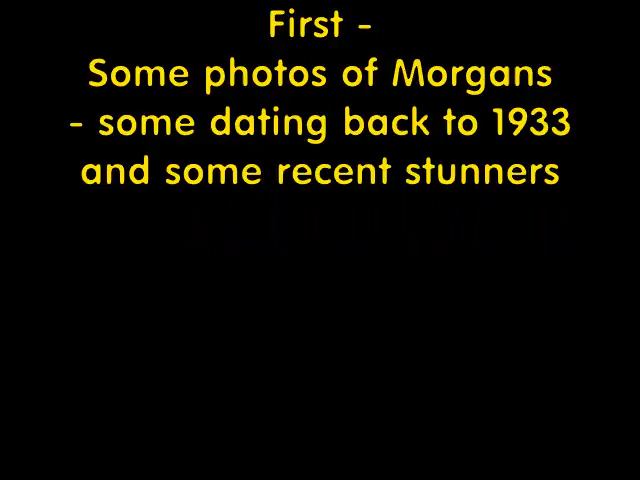 First -
Some photos of Morgans
- some dating back to 1933
and some recent stunners